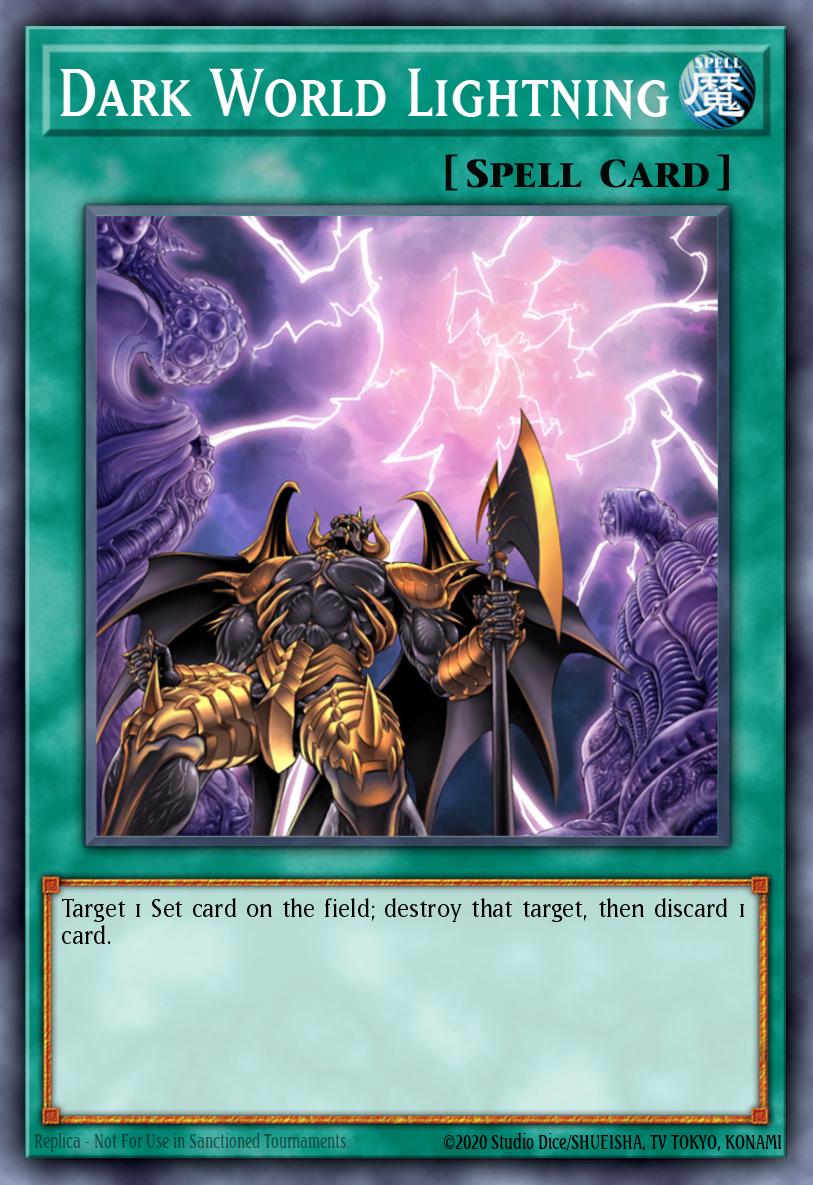 Dark World Lightning
SPELL
魔
[ Spell Card ]
Target 1 Set card on the field; destroy that target, then discard 1
card.
Replica - Not For Use in Sanctioned Tournaments.
©2020 Studio Dice/SHUEISHA, TV TOKYO, KONAMI